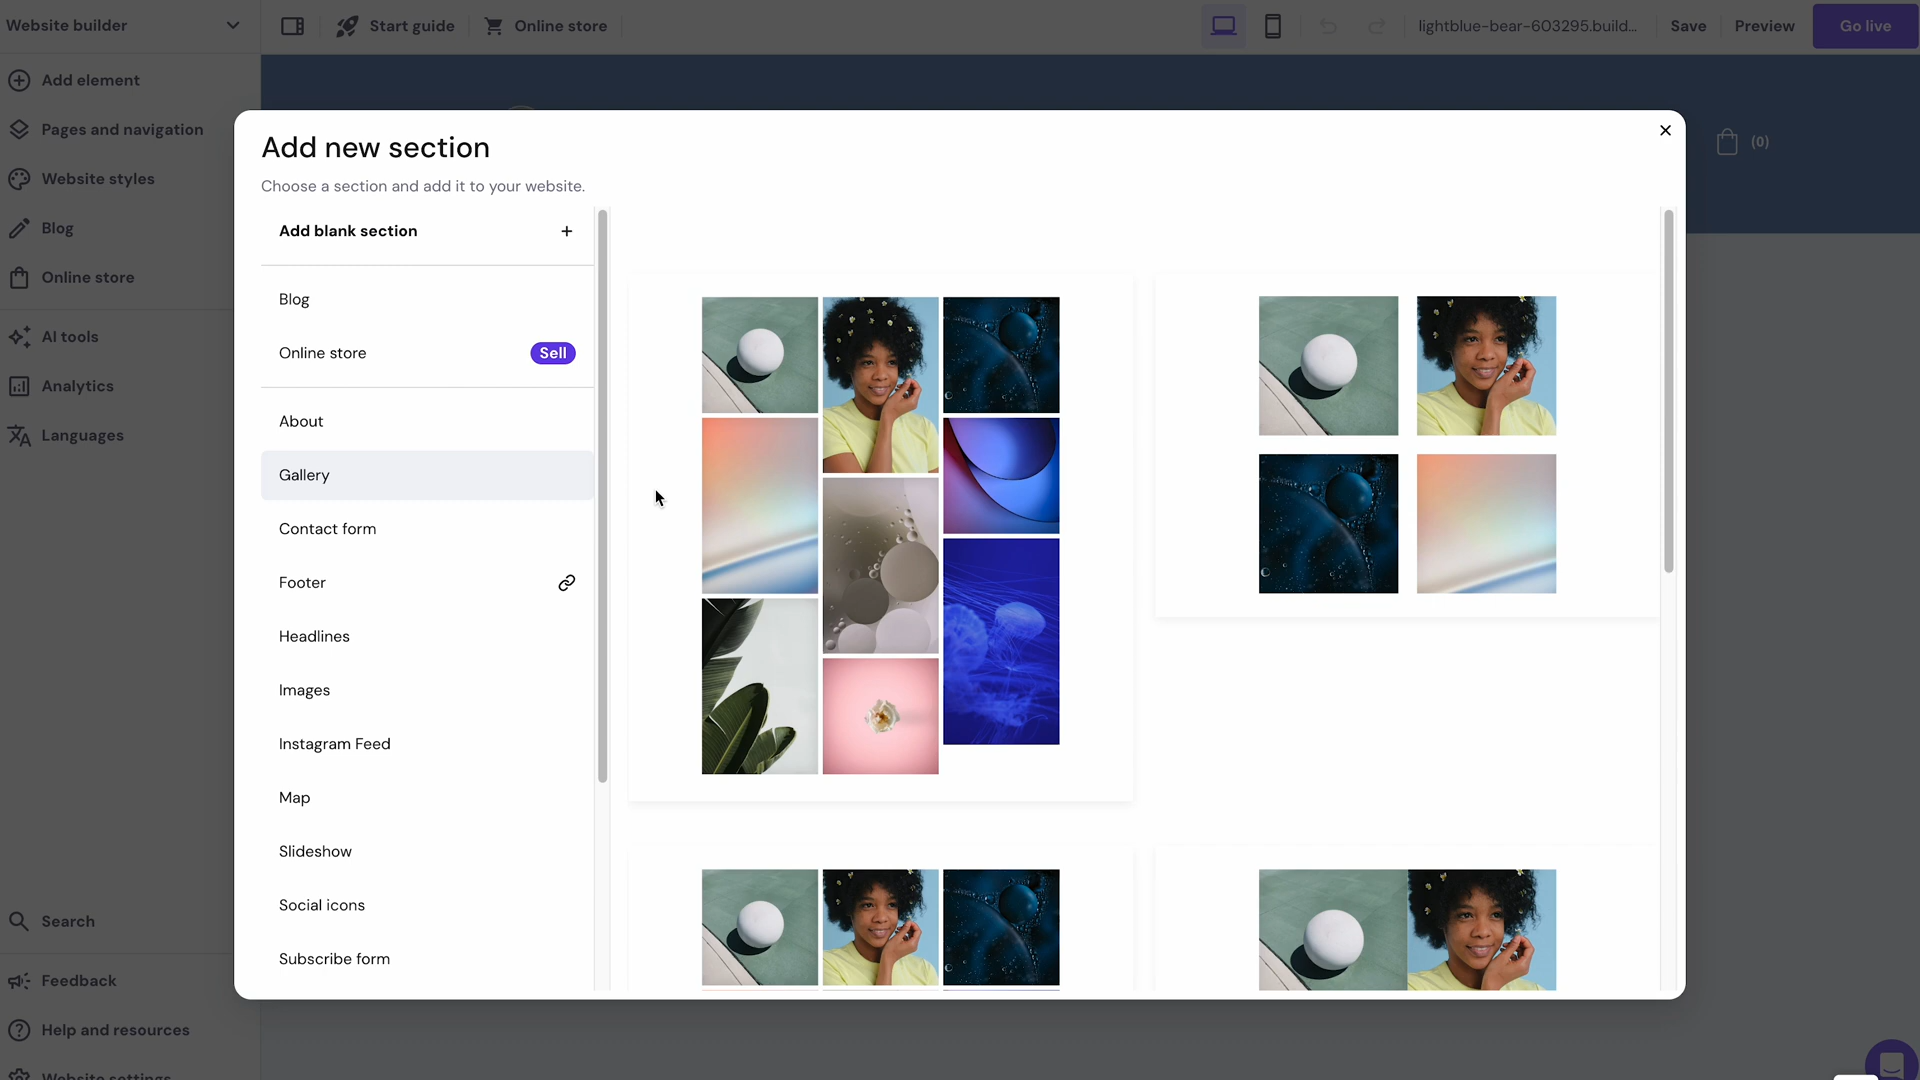 Website builder
Start guide
Online store
lightblue-bear-603295.build...
Save
Preview
Go live
Add element
Pages and navigation
Website styles
Blog
Online store
AI tools
Analytics
Languages
Search
Feedback
Help and resources
Website settings
(0)
Add new section
Choose a section and add it to your website.
Add blank section
Blog
Online store
Sell
About
Gallery
Contact form
Footer
Headlines
Images
Instagram Feed
Map
Slideshow
Social icons
Subscribe form